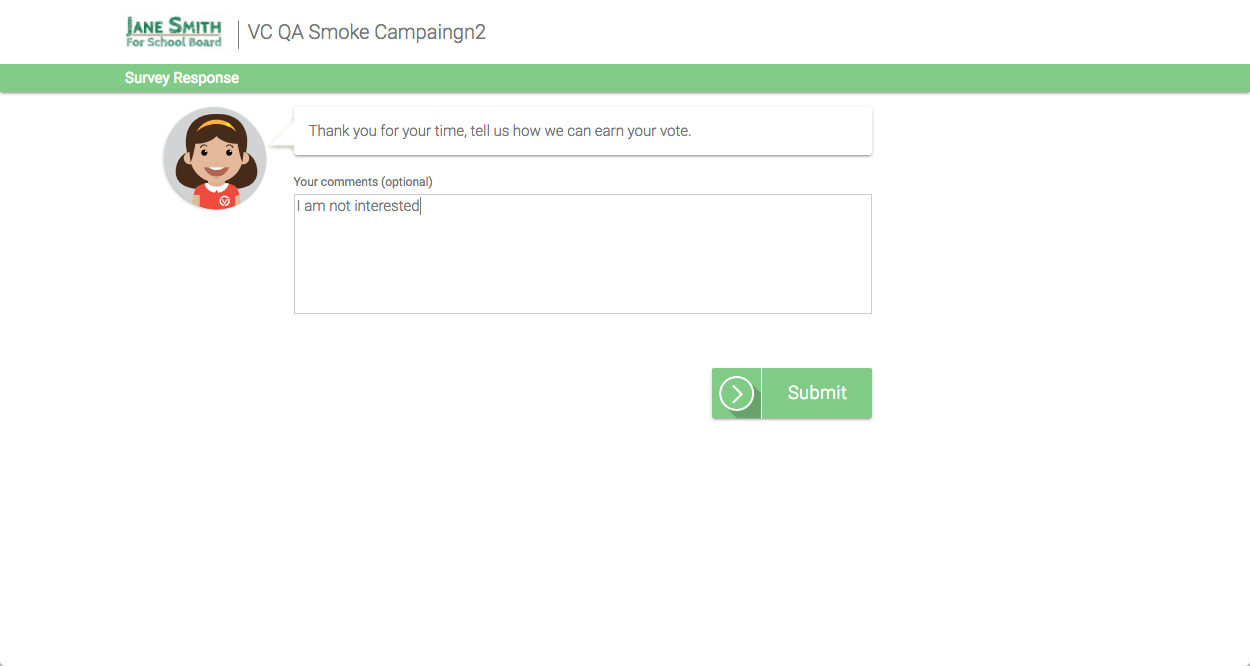 JANE SMITH
For School Board
VC QA Smoke Campaingn2
Survey Response
Thank you for your time, tell us how we can earn your vote.
Your comments (optional)
I am not interested
Submit